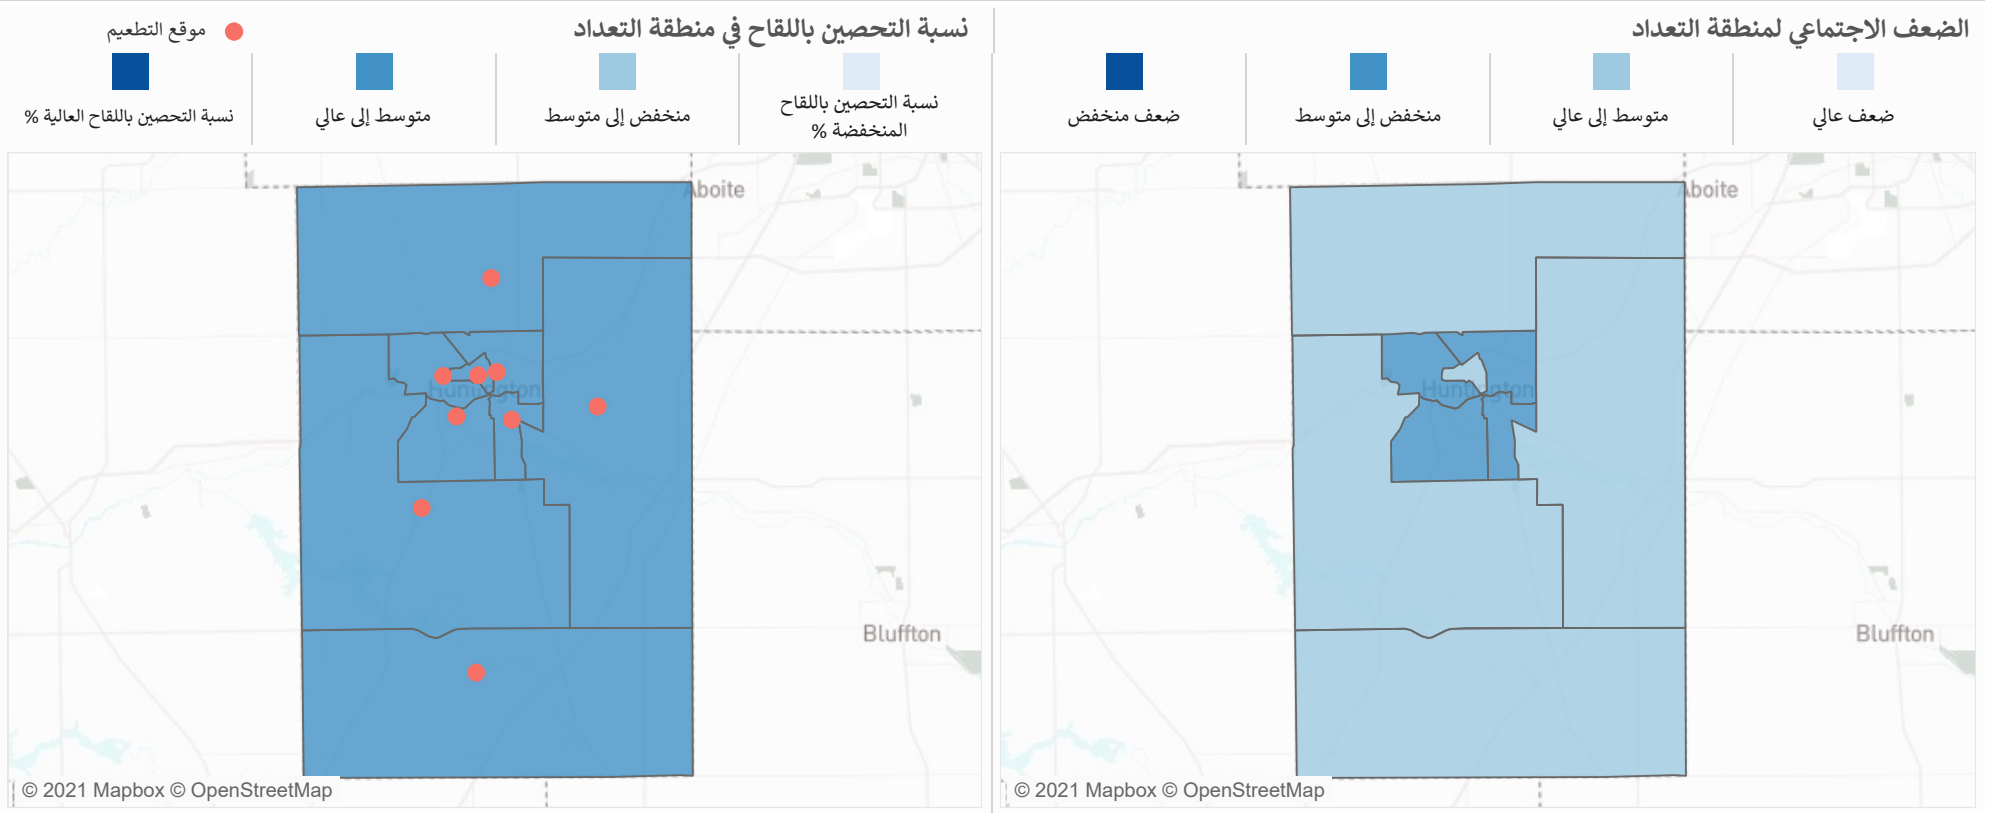 الضعف الاجتماعي لمنطقة التعداد
ضعف عالي
متوسط إلى عالي
منخفض إلى متوسط
ضعف منخفض
Aboite
Huntington
Bluffton
© 2021 Mapbox © OpenStreetMap
نسبة التحصين باللقاح في منطقة التعداد
موقع التطعيم
نسبة التحصين باللقاح
المنخفضة %
منخفض إلى متوسط
متوسط إلى عالي
نسبة التحصين باللقاح العالية %
Aboite
Huntington
Bluffton
© 2021 Mapbox © OpenStreetMap